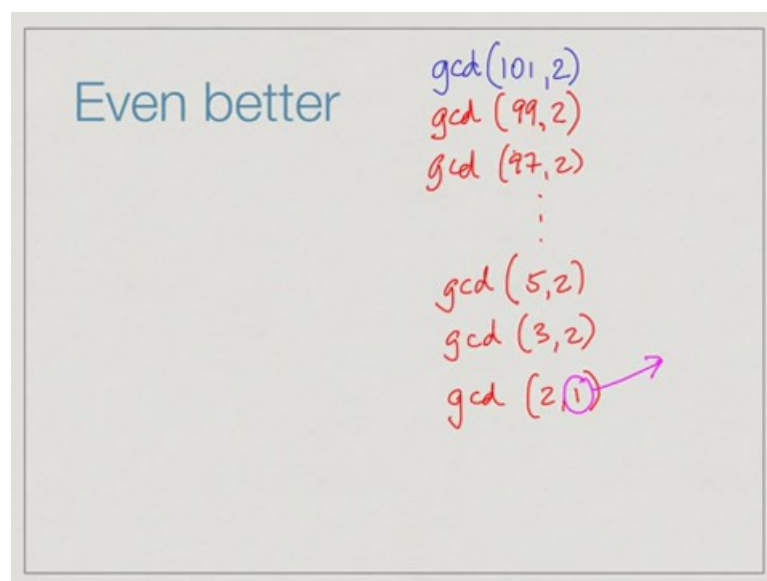 Even better
gcd(101,2)
gcd (99,2)
gcd (97,2)
⋮
gcd (5,2)
gcd (3,2)
gcd (2,1)